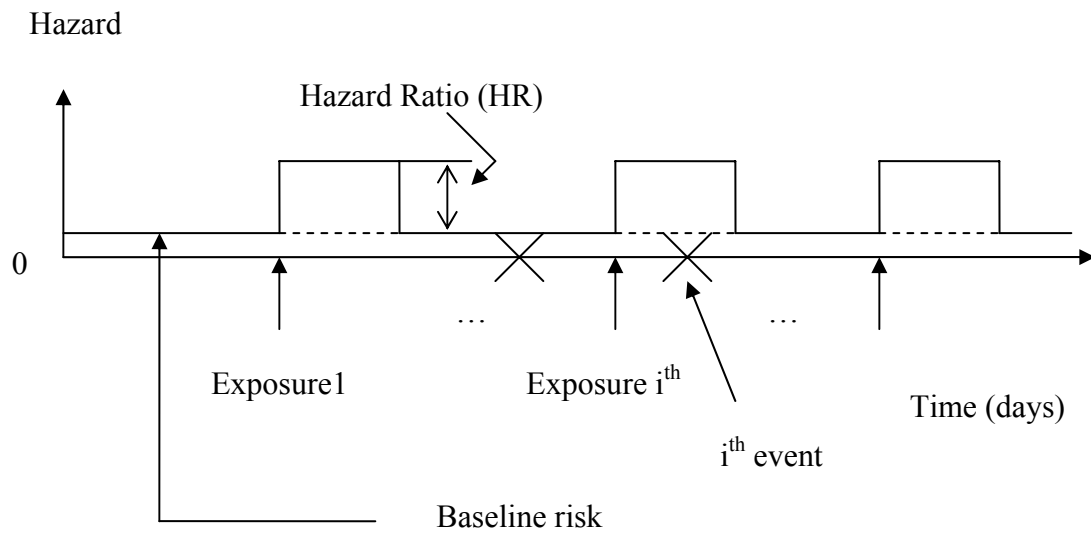 Hazard
Hazard Ratio (HR)
0
... ...
Exposure1 Exposure i^th
Time (days)
i^th event
Baseline risk